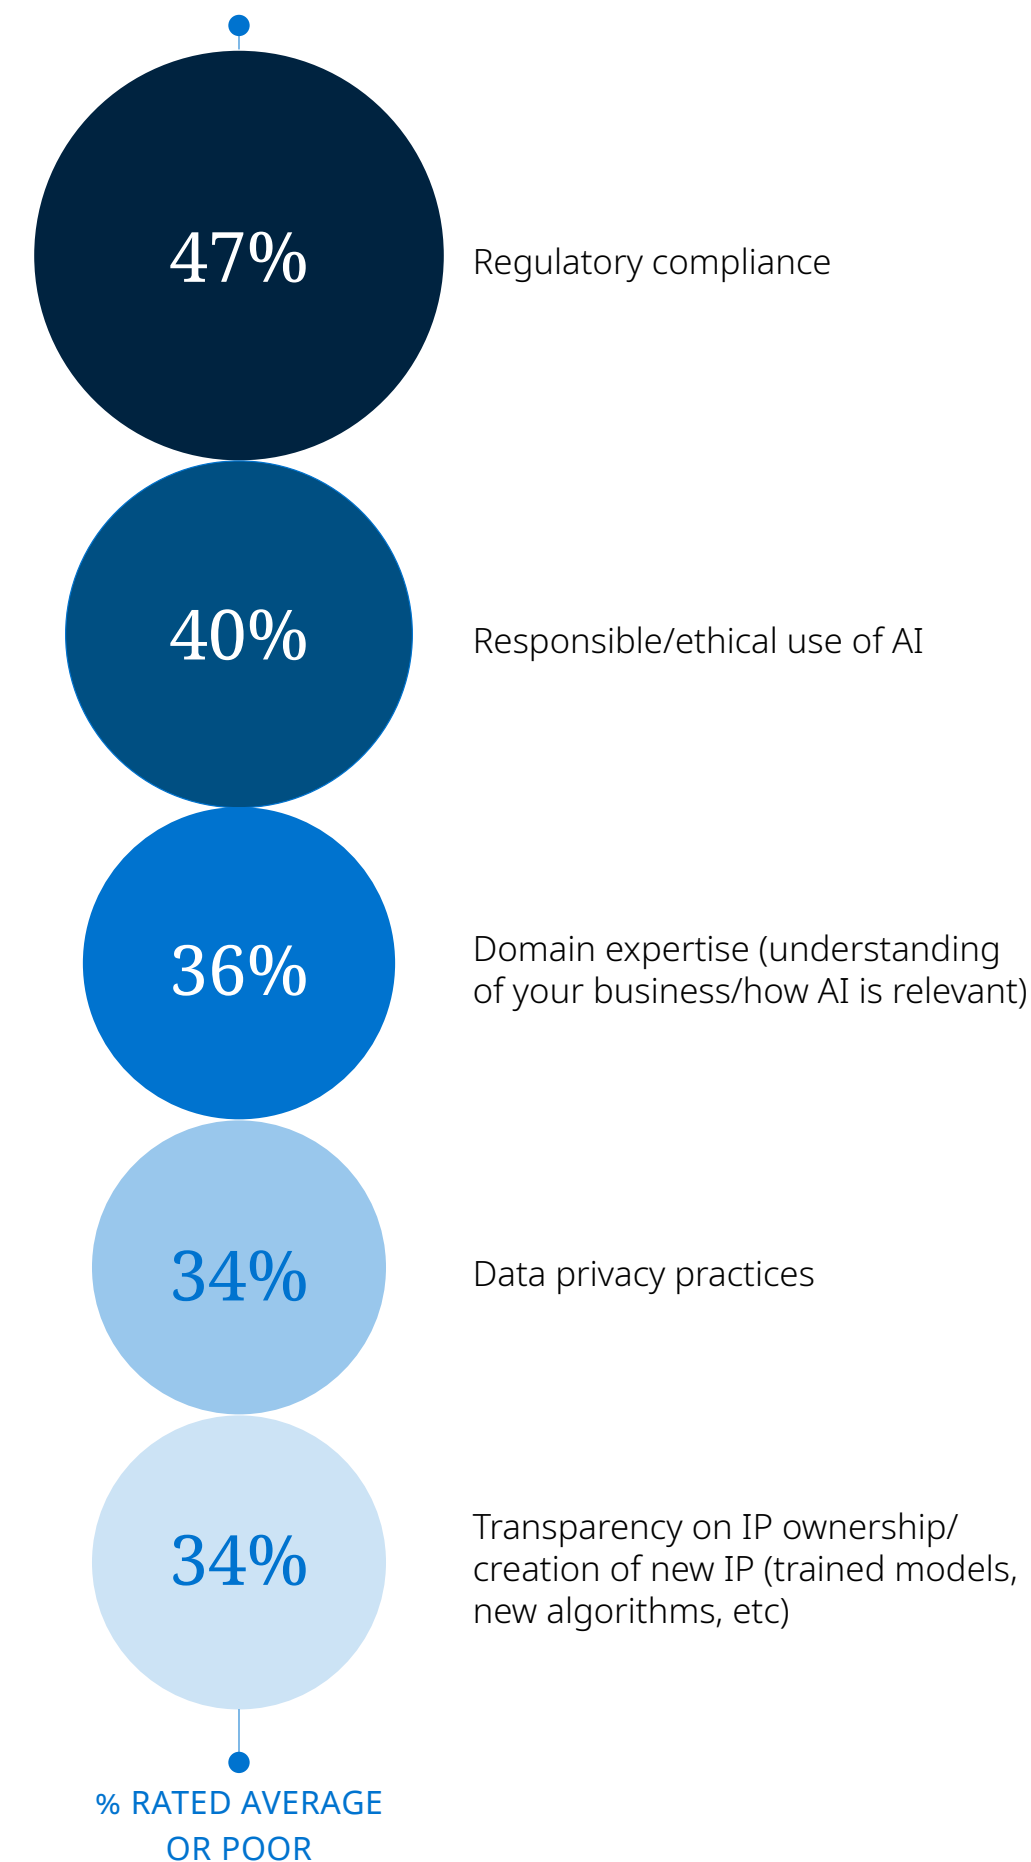 47%
Regulatory compliance
40%
Responsible/ethical use of AI
36%
Domain expertise (understanding
of your business/how AI is relevant)
34%
Data privacy practices
34%
Transparency on IP ownership/
creation of new IP (trained models,
new algorithms, etc)
% RATED AVERAGE
OR POOR